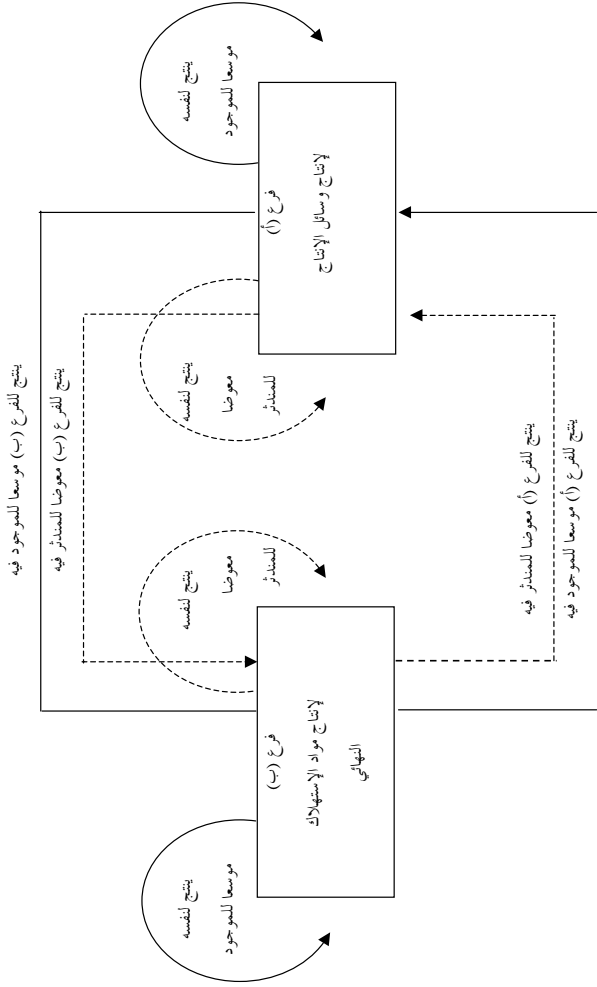 ينتج للفرع (ب) موسعا للموجود فيه
ينتج للفرع (ب) معوضا للمندثر فيه
ينتج لنفسه
موسعا للموجود
فرع (أ)
لإنتاج وسائل الإنتاج
ينتج لنفسه
معوضا
للمندثر
ينتج لنفسه
معوضا
للمندثر
فرع (ب)
لإنتاج مواد الإستهلاك
النهائي
ينتج لنفسه
موسعا للموجود
ينتج للفرع (أ) معوضا للمندثر فيه
ينتج للفرع (أ) موسعا للموجود فيه